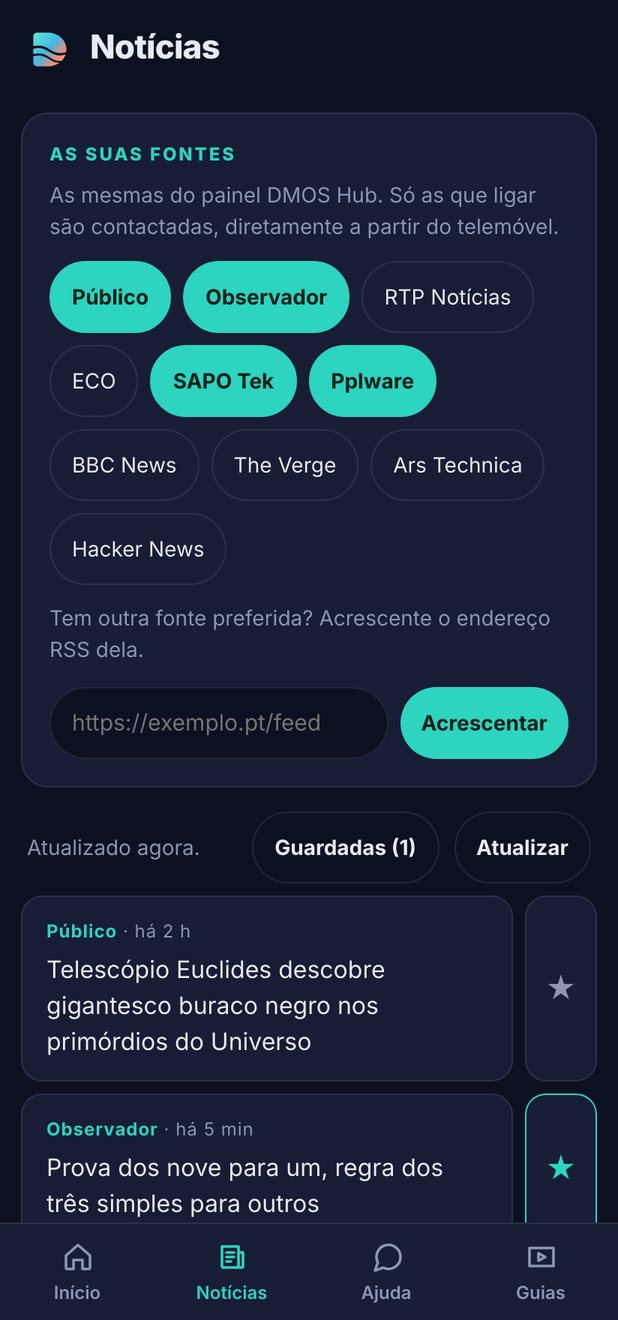 Notícias
AS SUAS FONTES
As mesmas do painel DMOS Hub. Só as que ligar
são contactadas, diretamente a partir do telemóvel.
Público
Observador
RTP Notícias
ECO
SAPO Tek
Pplware
BBC News
The Verge
Ars Technica
Hacker News
Tem outra fonte preferida? Acrescente o endereço
RSS dela.
https://exemplo.pt/feed
Acrescentar
Atualizado agora.
Guardadas (1)
Atualizar
Público · há 2 h
Telescópio Euclides descobre
gigantesco buraco negro nos
primórdios do Universo
Observador · há 5 min
Prova dos nove para um, regra dos
três simples para outros
Início
Notícias
Ajuda
Guias